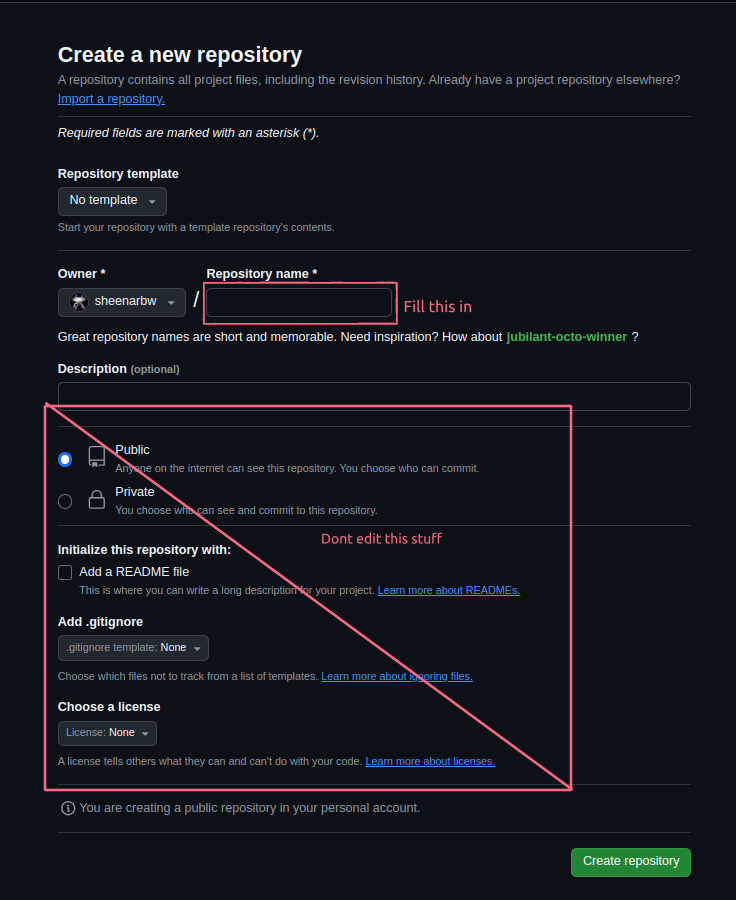 Create a new repository
A repository contains all project files, including the revision history. Already have a project repository elsewhere?
Import a repository.
Required fields are marked with an asterisk (*).
Repository template
No template
Start your repository with a template repository's contents.
Owner *
Repository name *
sheenarbw
/
Fill this in
Great repository names are short and memorable. Need inspiration? How about jubilant-octo-winner ?
Description (optional)
Public
Anyone on the internet can see this repository. You choose who can commit.
Private
You choose who can see and commit to this repository.
Dont edit this stuff
Initialize this repository with:
Add a README file
This is where you can write a long description for your project. Learn more about READMEs.
Add .gitignore
.gitignore template: None
Choose which files not to track from a list of templates. Learn more about ignoring files.
Choose a license
License: None
A license tells others what they can and can't do with your code. Learn more about licenses.
You are creating a public repository in your personal account.
Create repository